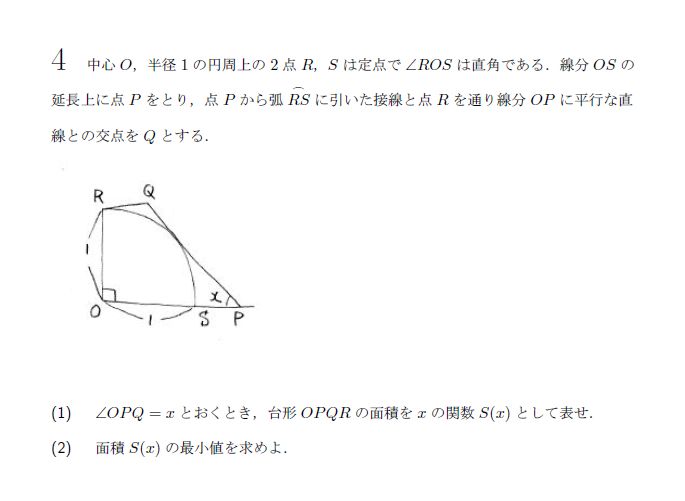 4 中心 O，半径 1 の円周上の 2 点 R，S は定点で ∠ROS は直角である．線分 OS の
延長上に点 P をとり，点 P から弧 RS に引いた接線と点 R を通り線分 OP に平行な直
線との交点を Q とする．
R Q
1
x
O 1 S P
(1) ∠OPQ = x とおくとき，台形 OPQR の面積を x の関数 S(x) として表せ．
(2) 面積 S(x) の最小値を求めよ．